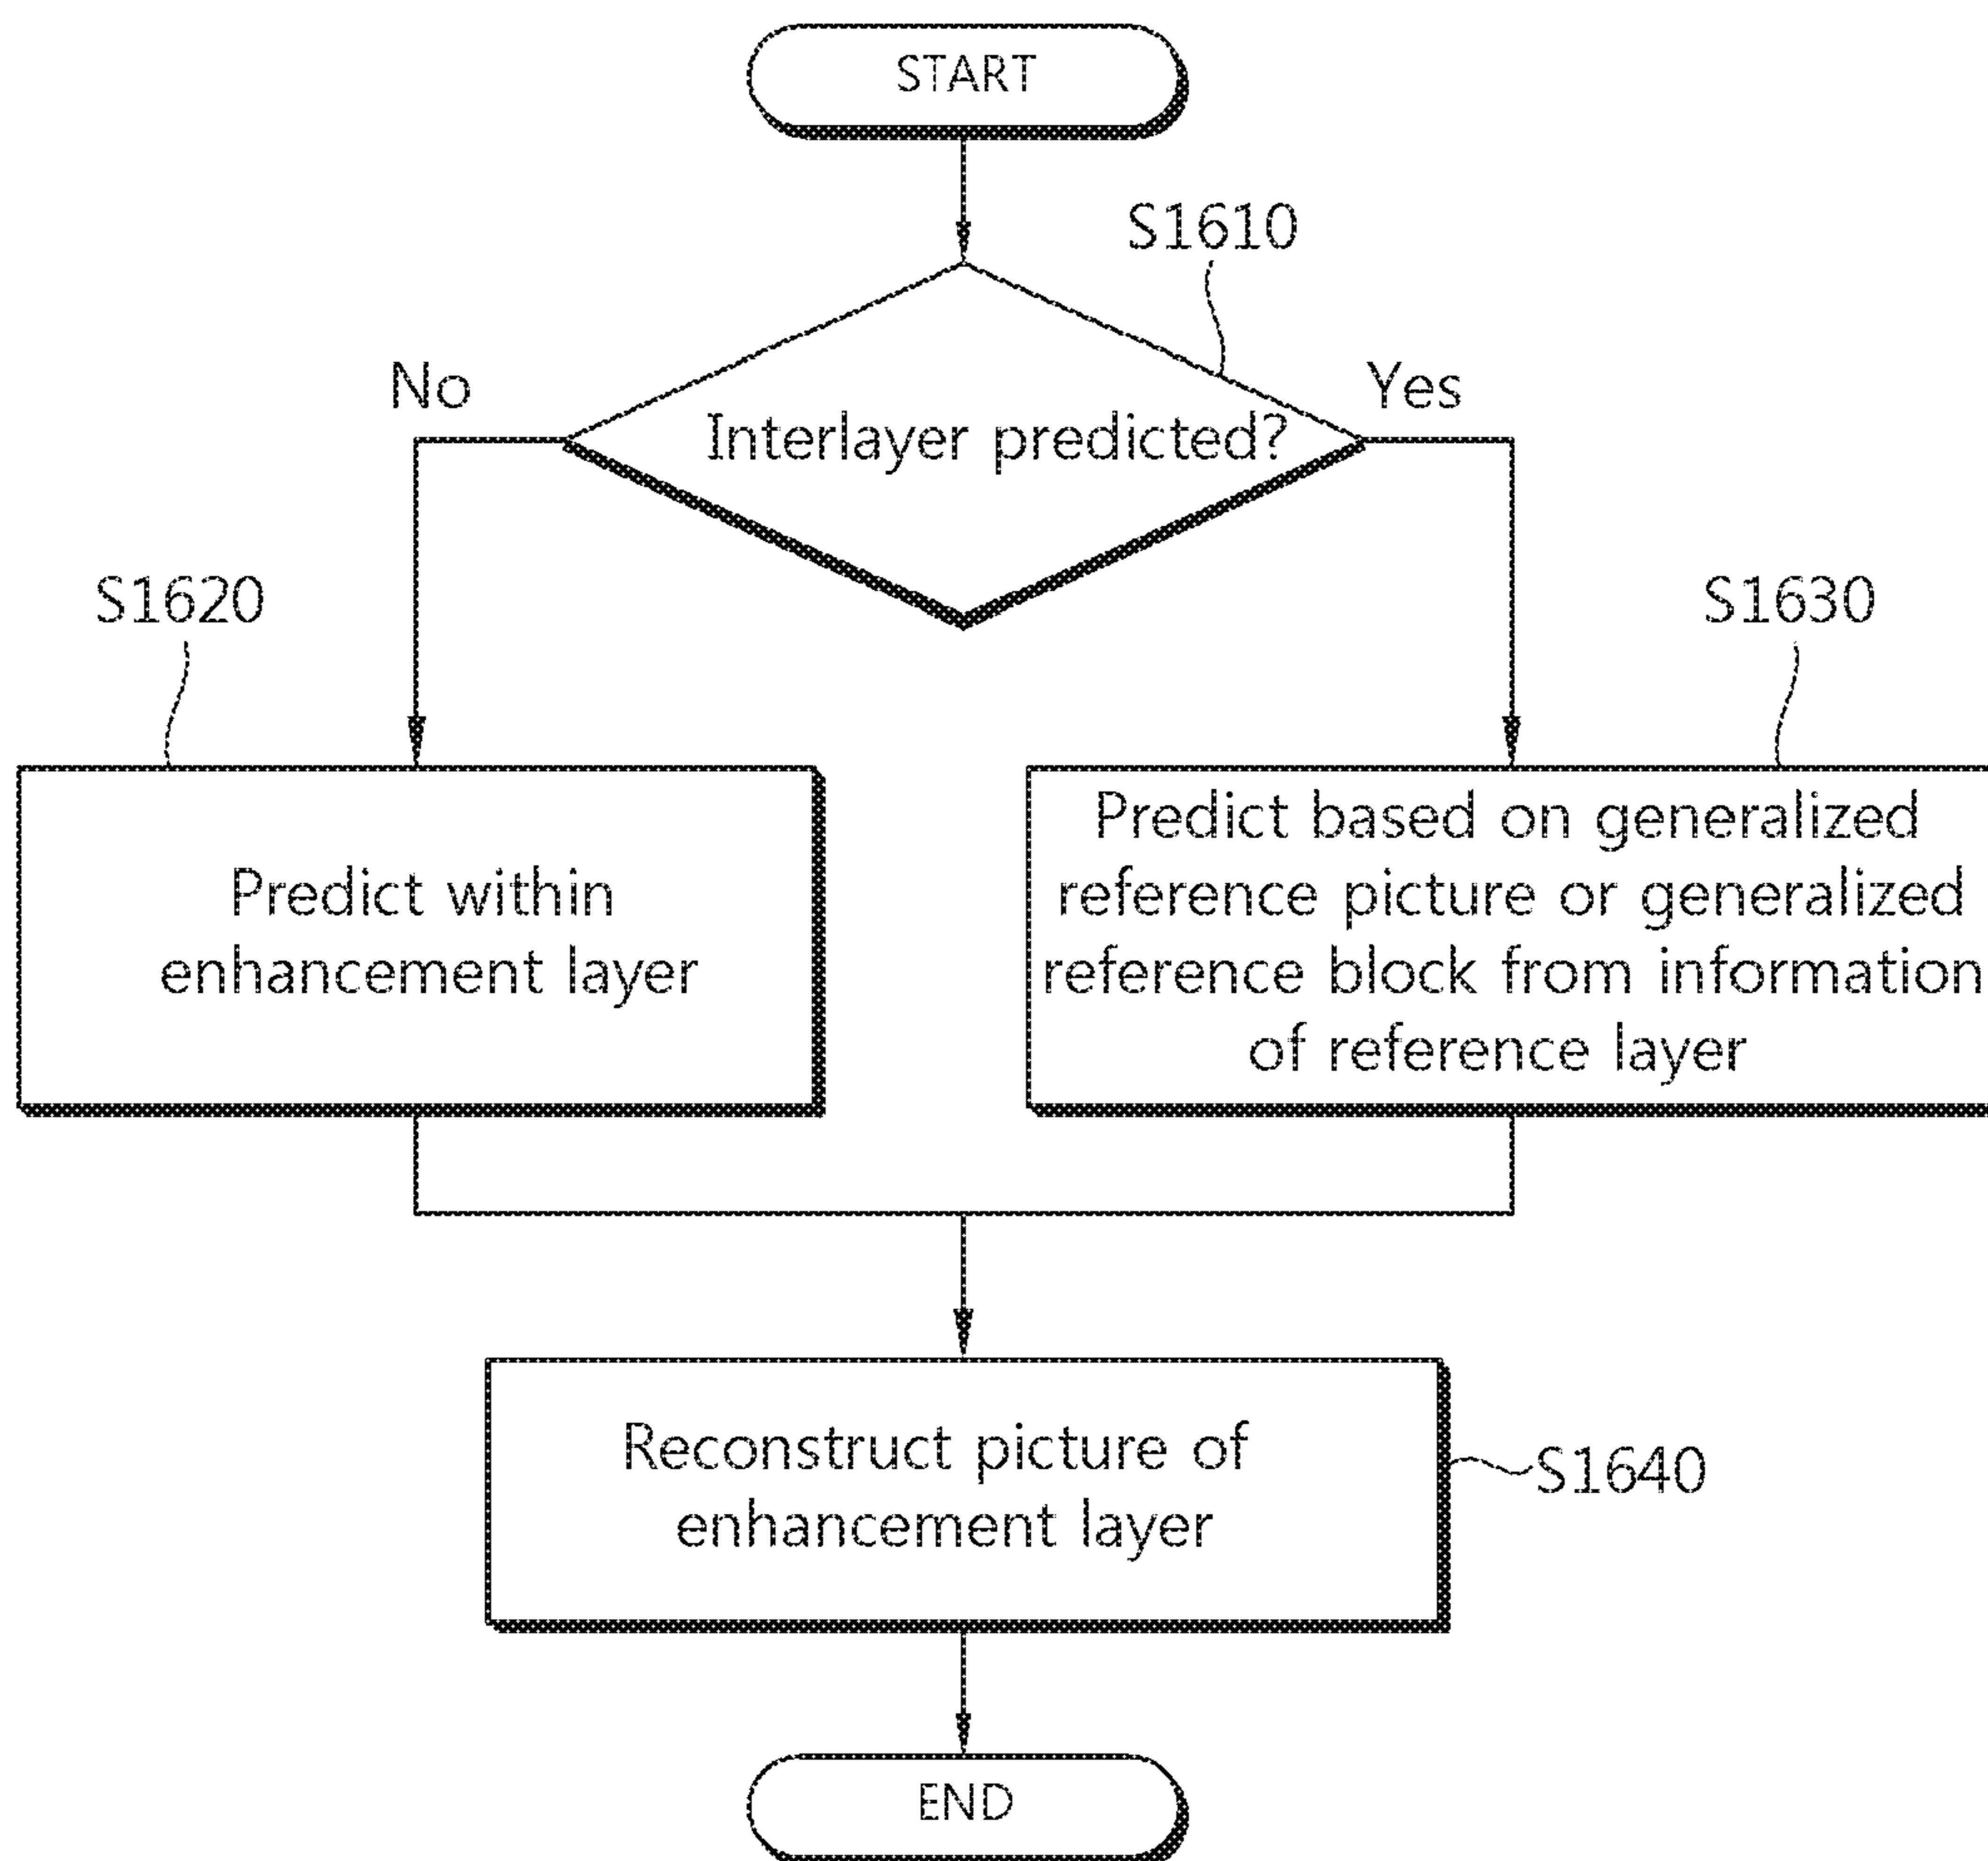 START
S1610
No
Yes
Interlayer predicted?
S1620
S1630
Predict within
enhancement layer
Predict based on generalized
reference picture or generalized
reference block from information
of reference layer
Reconstruct picture of
enhancement layer
S1640
END